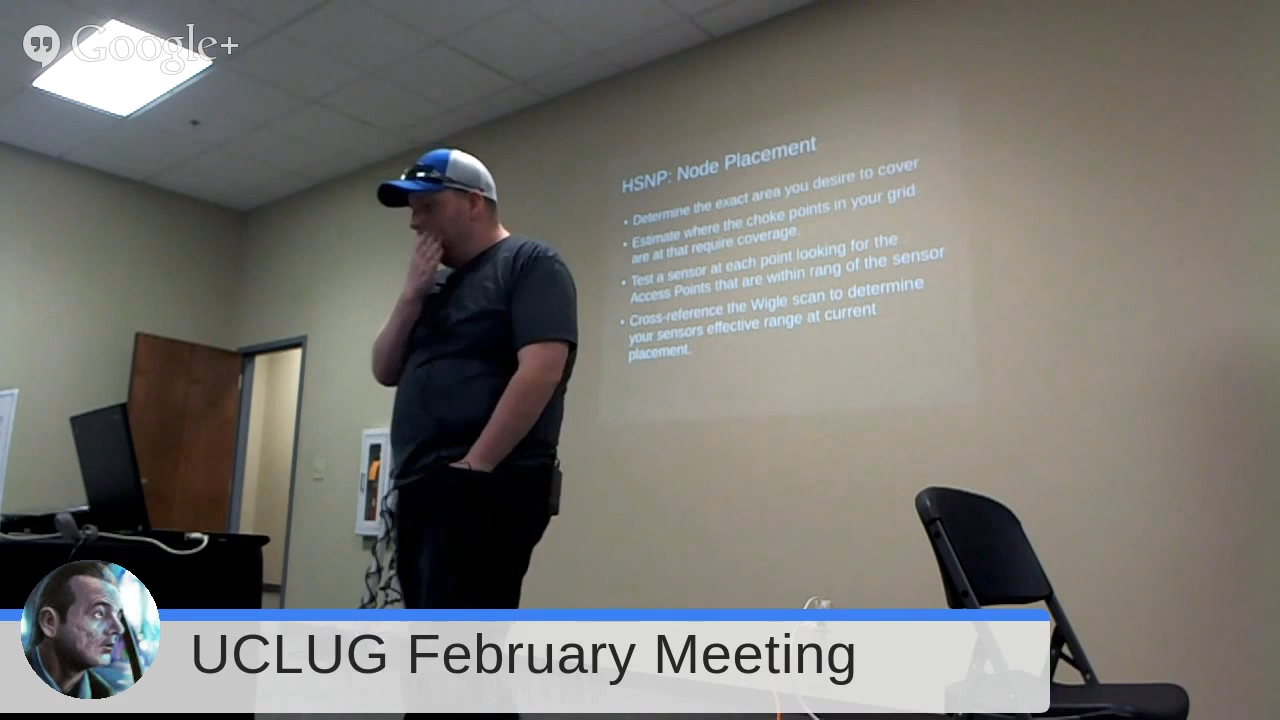 Google+
HSNP: Node Placement
• Determine the exact area you desire to cover
• Estimate where the choke points in your grid
are at that require coverage.
• Test a sensor at each point looking for the
Access Points that are within rang of the sensor
• Cross-reference the Wigle scan to determine
your sensors effective range at current
placement.
UCLUG February Meeting